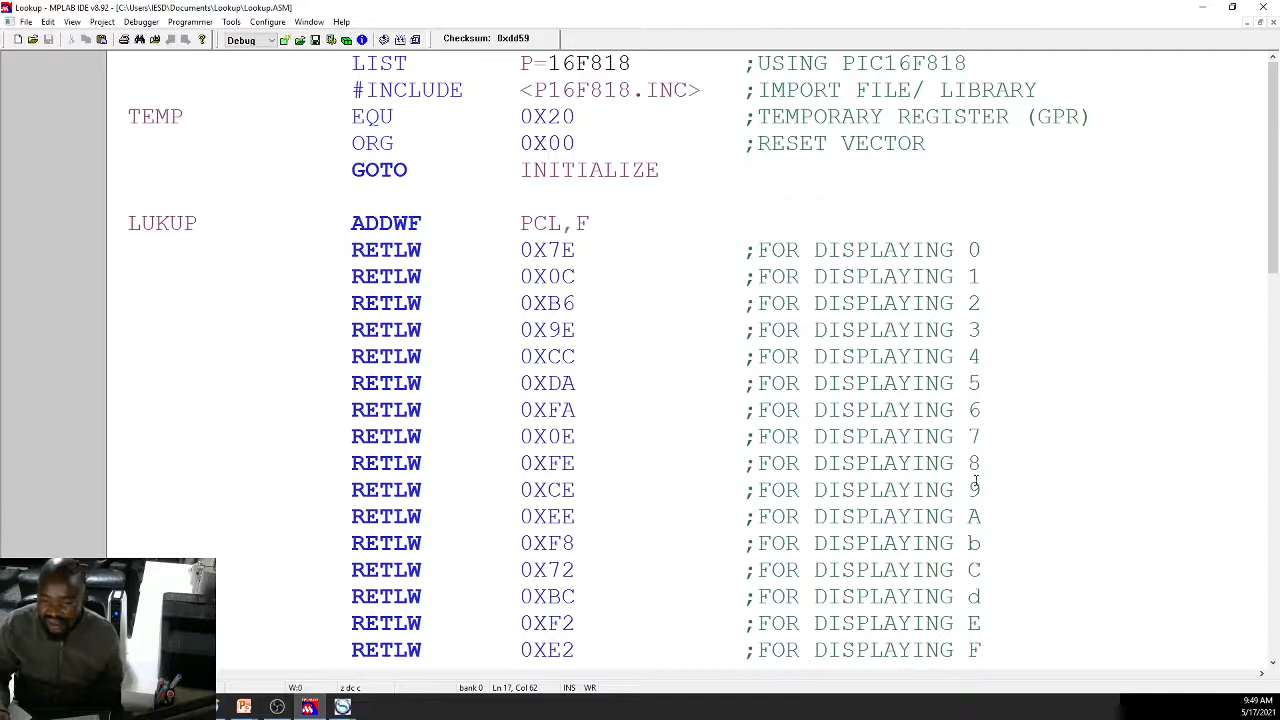 Lookup - MPLAB IDE v8.92 - [C:\Users\IESD\Documents\Lookup\Lookup.ASM]
File Edit View Project Debugger Programmer Tools Configure Window Help
Debug Checksum: 0xdd59
LIST P=16F818 ;USING PIC16F818
#INCLUDE <P16F818.INC> ;IMPORT FILE/ LIBRARY
TEMP EQU 0X20 ;TEMPORARY REGISTER (GPR)
ORG 0X00 ;RESET VECTOR
GOTO INITIALIZE
LUKUP ADDWF PCL,F
RETLW 0X7E ;FOR DISPLAYING 0
RETLW 0X0C ;FOR DISPLAYING 1
RETLW 0XB6 ;FOR DISPLAYING 2
RETLW 0X9E ;FOR DISPLAYING 3
RETLW 0XCC ;FOR DISPLAYING 4
RETLW 0XDA ;FOR DISPLAYING 5
RETLW 0XFA ;FOR DISPLAYING 6
RETLW 0X0E ;FOR DISPLAYING 7
RETLW 0XFE ;FOR DISPLAYING 8
RETLW 0XCE ;FOR DISPLAYING 9
RETLW 0XEE ;FOR DISPLAYING A
RETLW 0XF8 ;FOR DISPLAYING b
RETLW 0X72 ;FOR DISPLAYING C
RETLW 0XBC ;FOR DISPLAYING d
RETLW 0XF2 ;FOR DISPLAYING E
RETLW 0XE2 ;FOR DISPLAYING F
W:0 z dc c bank 0 Ln 17, Col 62 INS WR
9:49 AM
5/17/2021